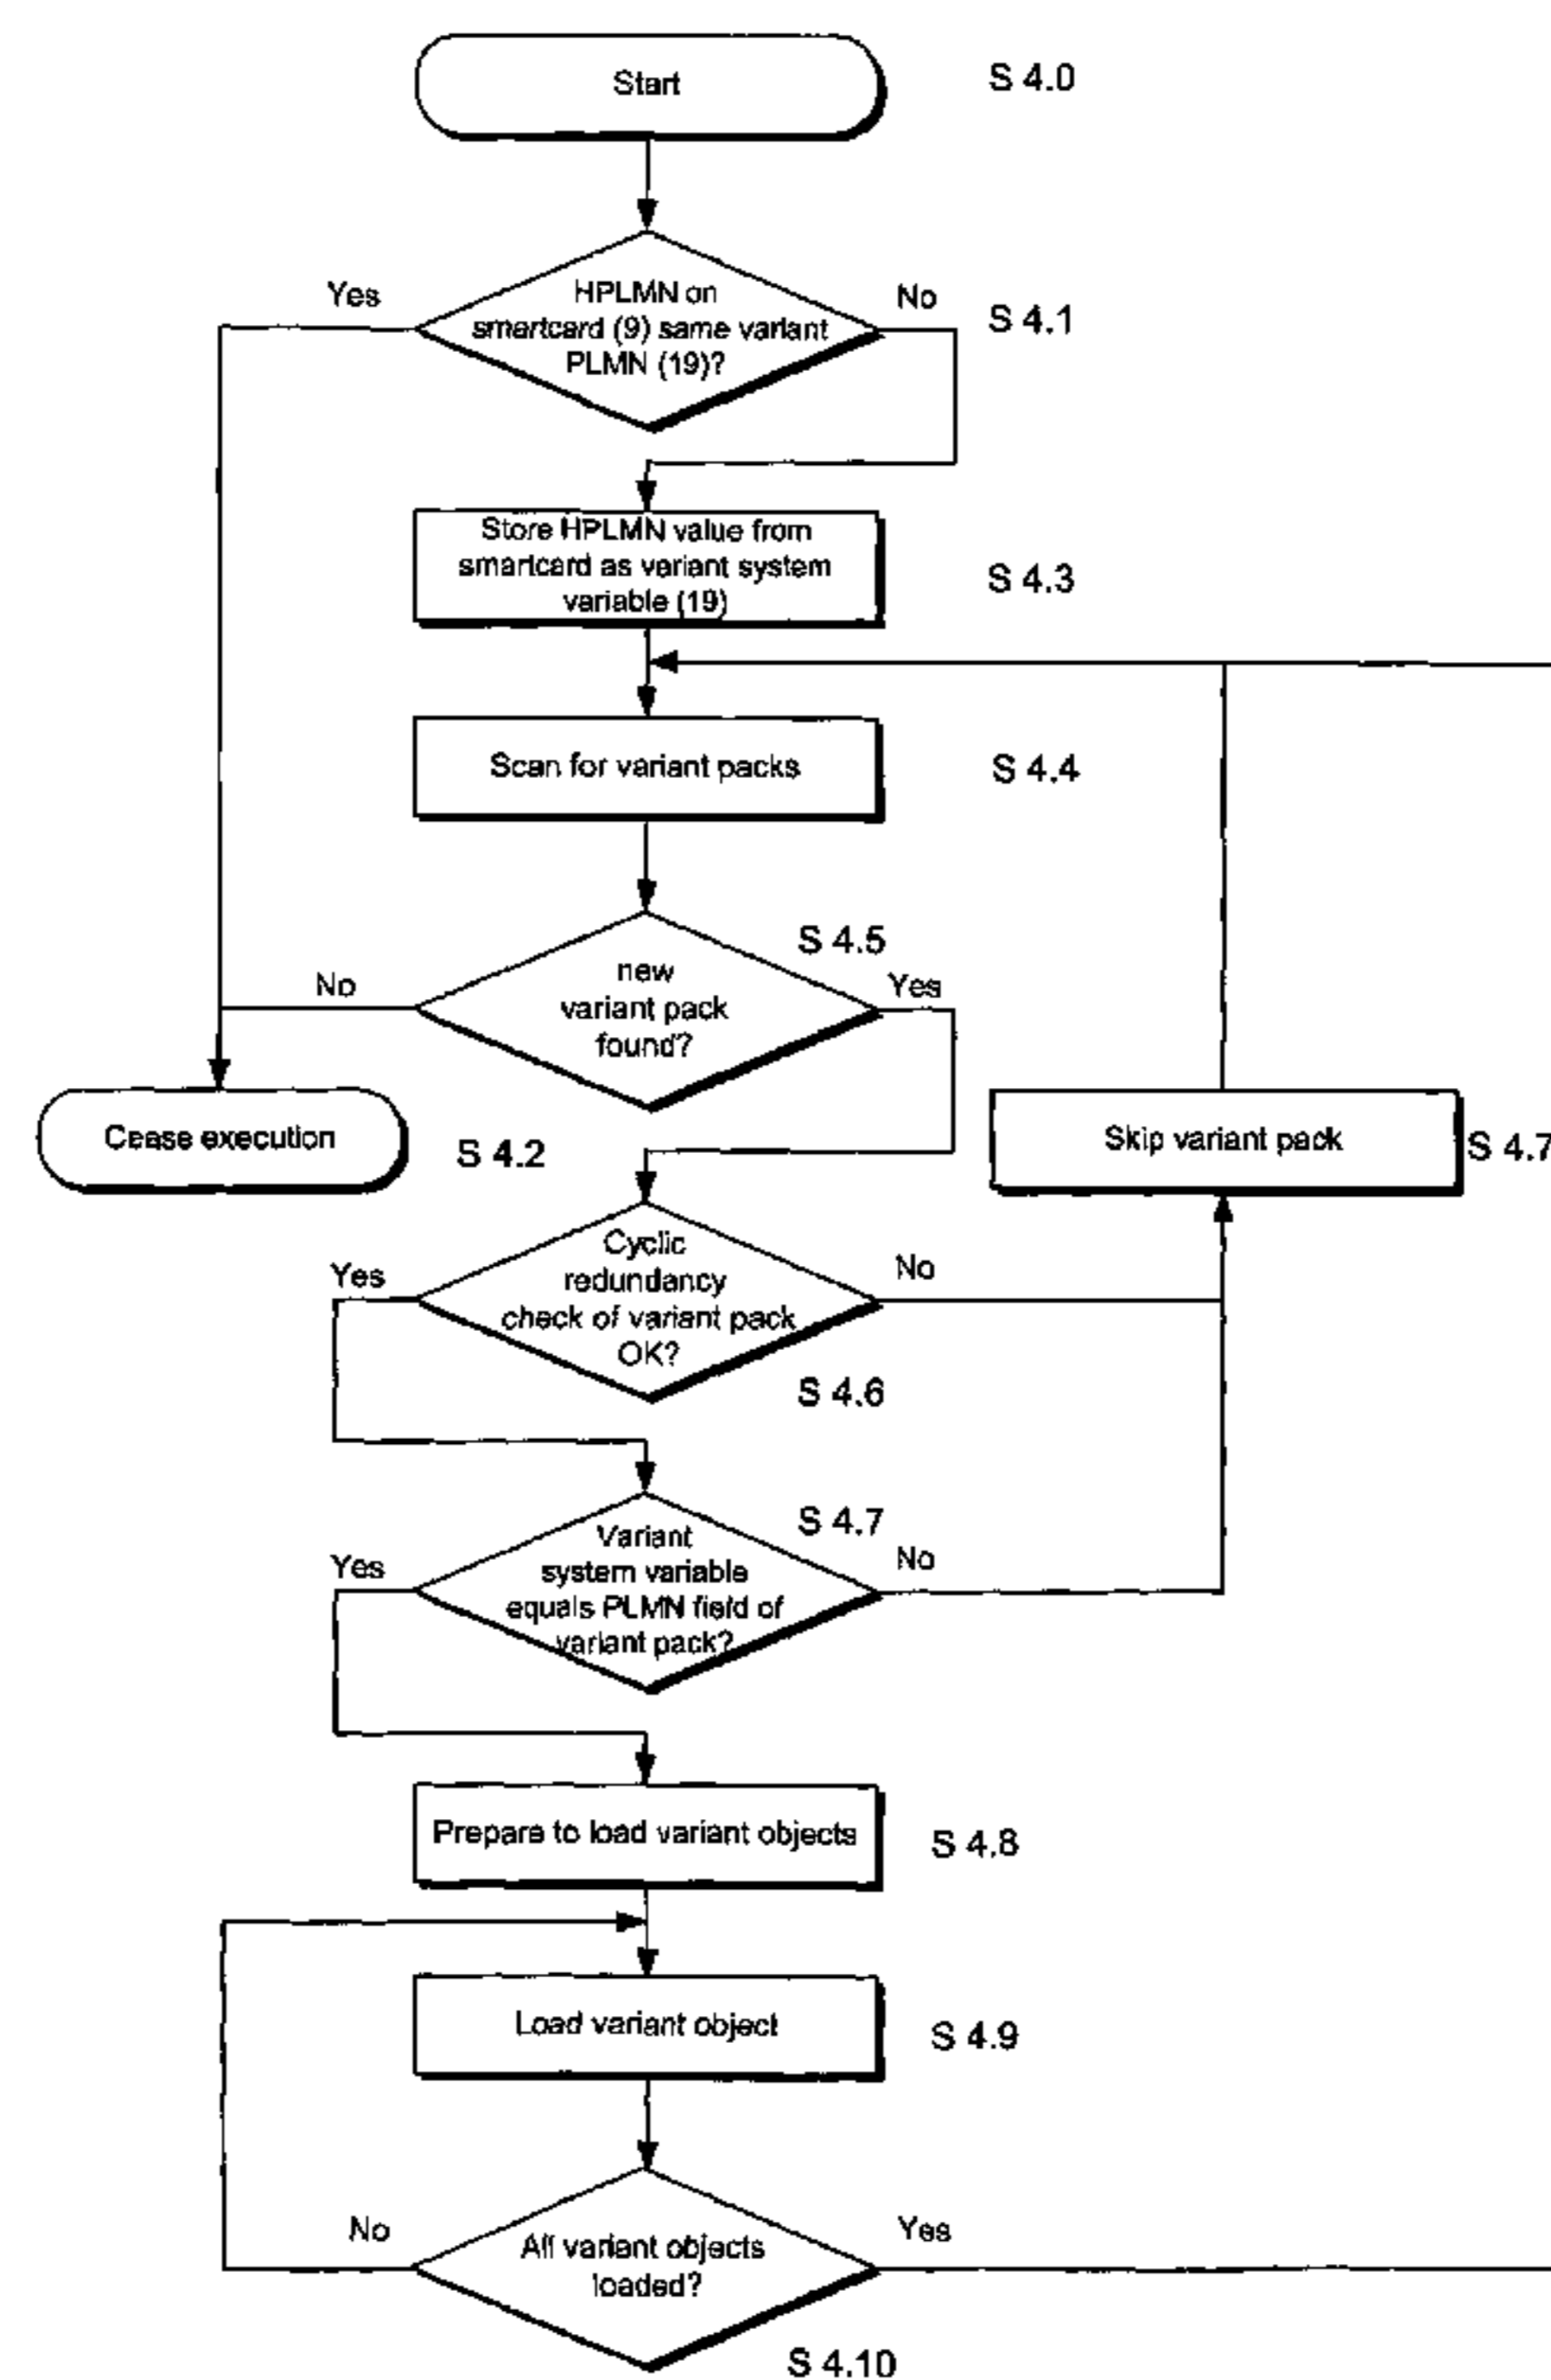 Start
S 4.0
Yes
HPLMN on
smartcard (9) same variant
PLMN (19)?
No
S 4.1
Store HPLMN value from
smartcard as variant system
variable (19)
S 4.3
Scan for variant packs
S 4.4
S 4.5
No
new
variant pack
found?
Yes
Cease execution
S 4.2
Skip variant pack
S 4.7
Yes
Cyclic
redundancy
check of variant pack
OK?
No
S 4.6
S 4.7
Yes
Variant
system variable
equals PLMN field of
variant pack?
No
Prepare to load variant objects
S 4.8
Load variant object
S 4.9
No
All variant objects
loaded?
Yes
S 4.10